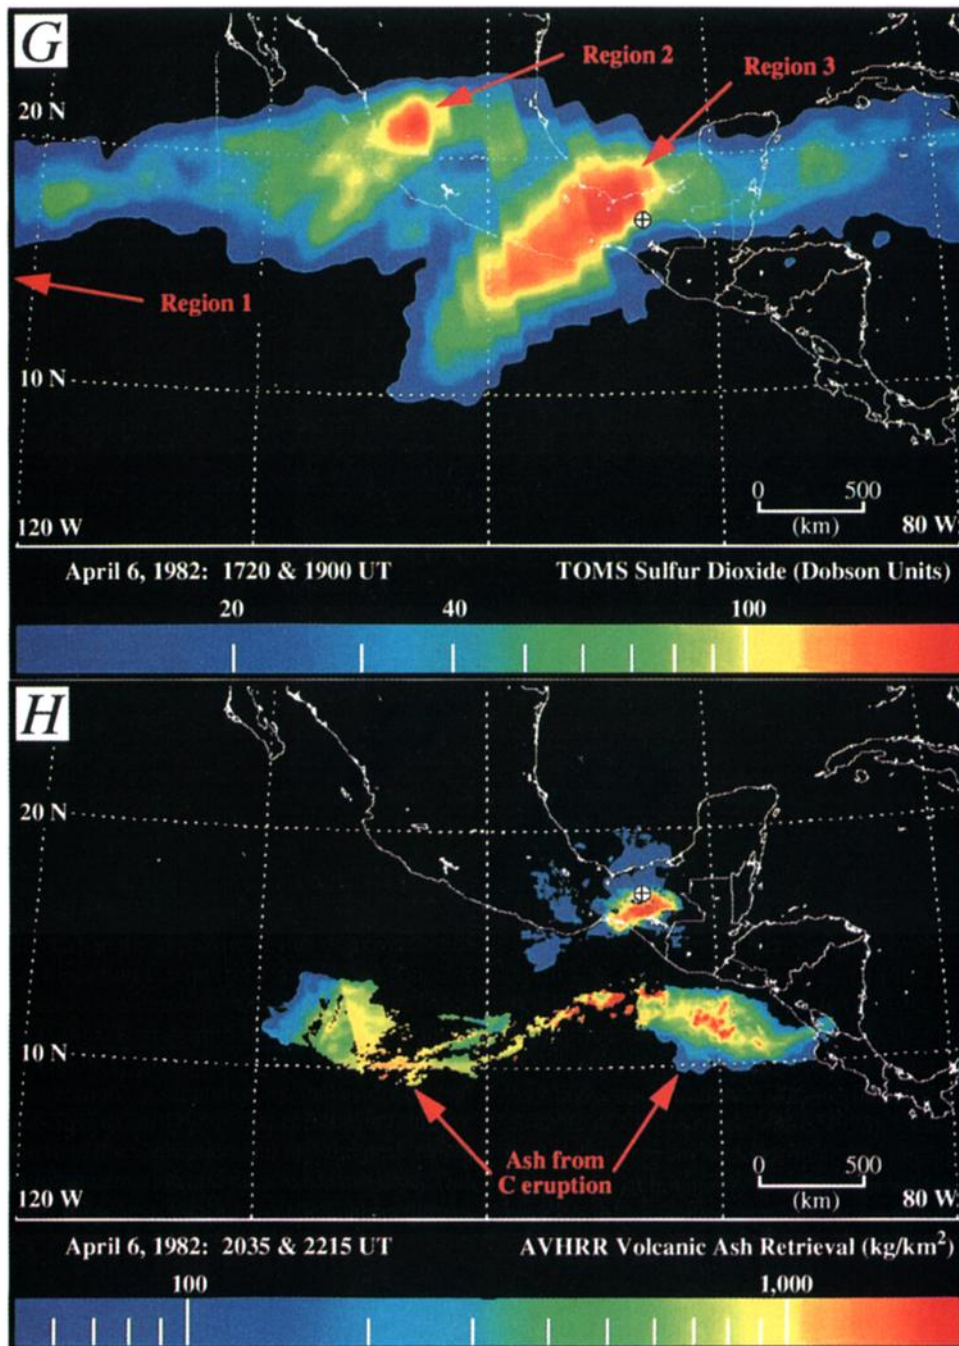 G
Region 2
Region 3
20 N
Region 1
10 N
0 500
(km)
120 W 80 W
April 6, 1982: 1720 & 1900 UT TOMS Sulfur Dioxide (Dobson Units)
20 40 100
H
20 N
10 N
Ash from
C eruption
0 500
(km)
120 W 80 W
April 6, 1982: 2035 & 2215 UT AVHRR Volcanic Ash Retrieval (kg/km²)
100 1,000